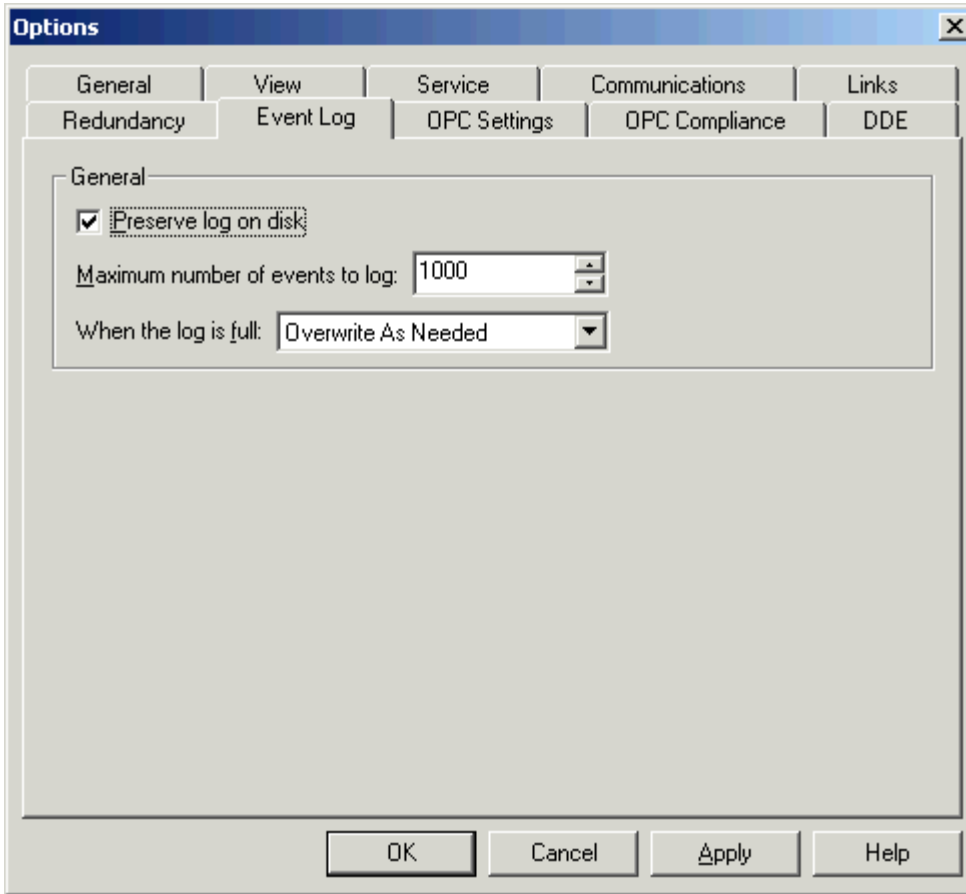 Options
General View Service Communications Links
Redundancy Event Log OPC Settings OPC Compliance DDE
General
Preserve log on disk
Maximum number of events to log: 1000
When the log is full: Overwrite As Needed
OK Cancel Apply Help